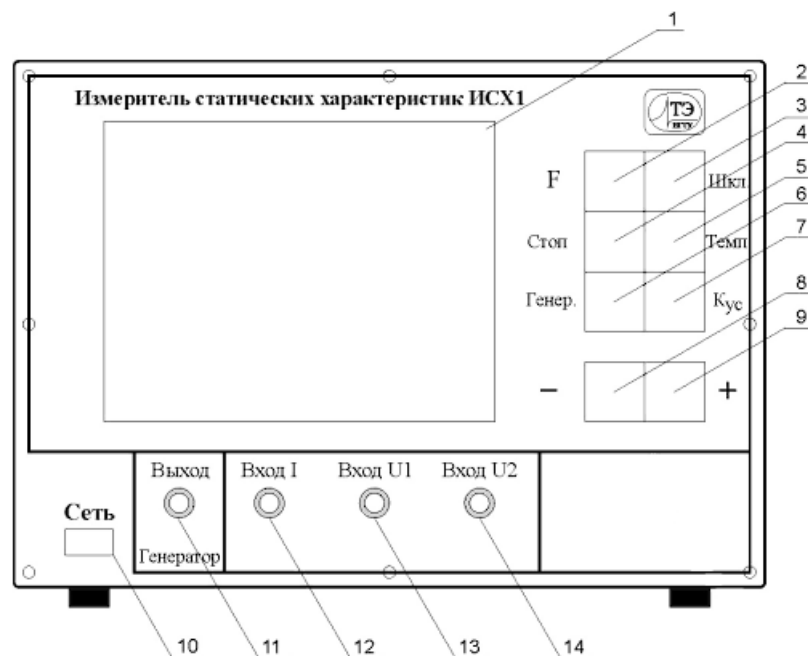 1
Измеритель статических характеристик ИСХ1
ТЭ
НГТУ
2
3
4
5
6
7
8
9
F
Шкл.
Стоп
Темп
Генер.
Кус
− +
Выход
Вход I
Вход U1
Вход U2
Сеть
Генератор
10
11
12
13
14